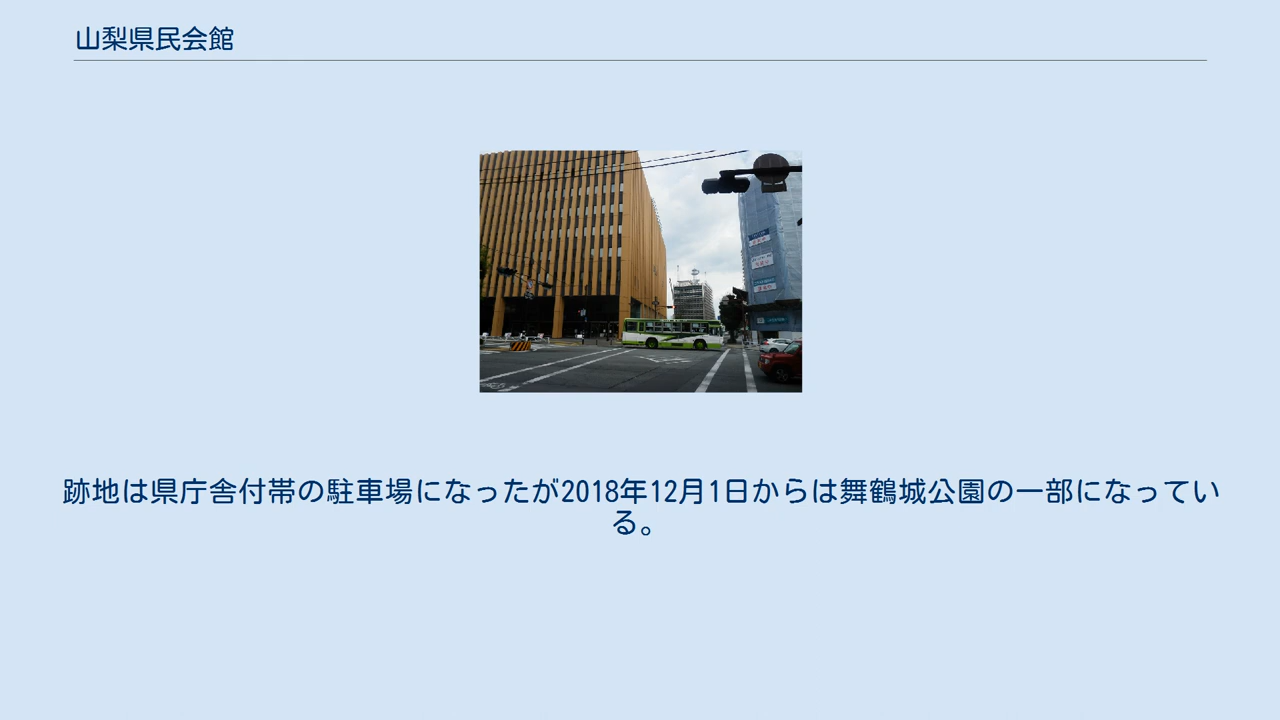 山梨県民会館
跡地は県庁舎付帯の駐車場になったが2018年12月1日からは舞鶴城公園の一部になってい
る。